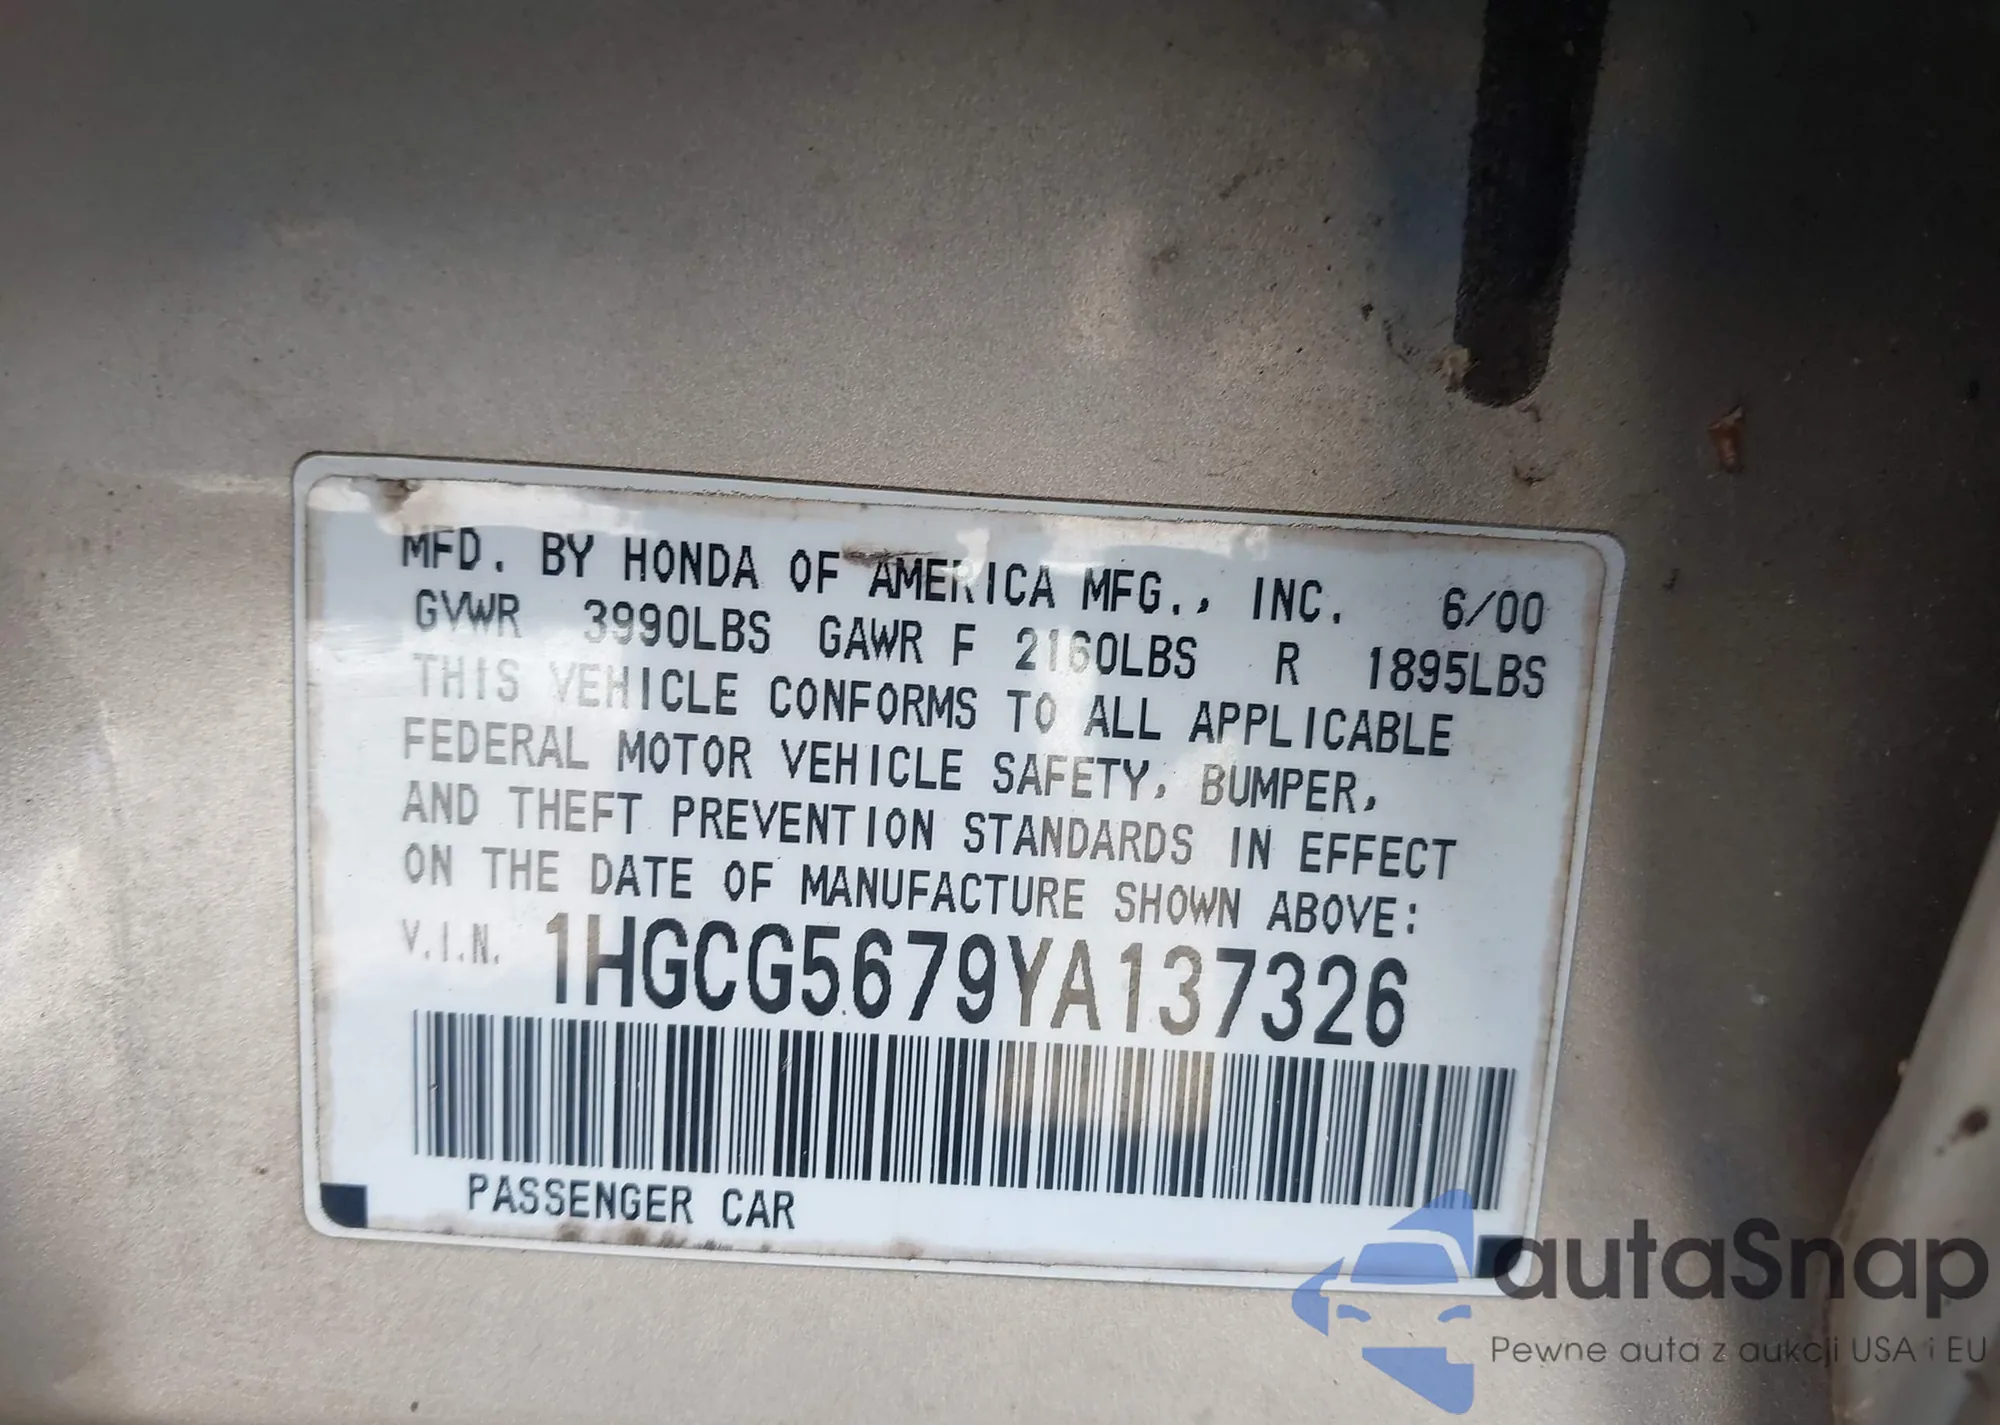 MFD. BY HONDA OF AMERICA MFG., INC. 6/00
GVWR 3990LBS GAWR F 2160LBS R 1895LBS
THIS VEHICLE CONFORMS TO ALL APPLICABLE
FEDERAL MOTOR VEHICLE SAFETY, BUMPER,
AND THEFT PREVENTION STANDARDS IN EFFECT
ON THE DATE OF MANUFACTURE SHOWN ABOVE:
V.I.N. 1HGCG5679YA137326
PASSENGER CAR
autaSnap
Pewne auta z aukcji USA i EU